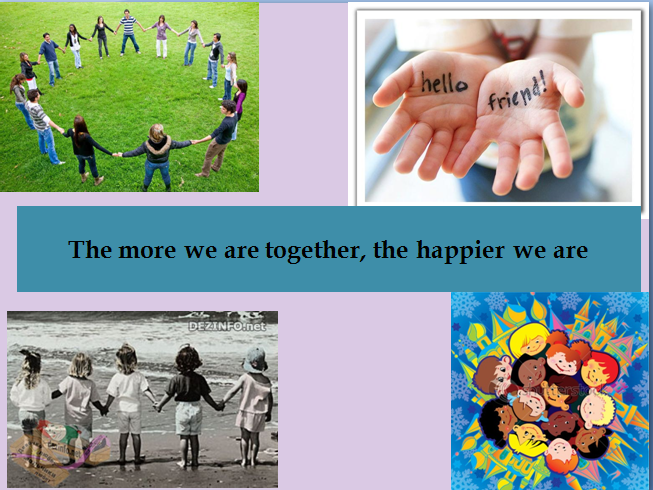 hello
friend!
The more we are together, the happier we are
DEZINFO.net